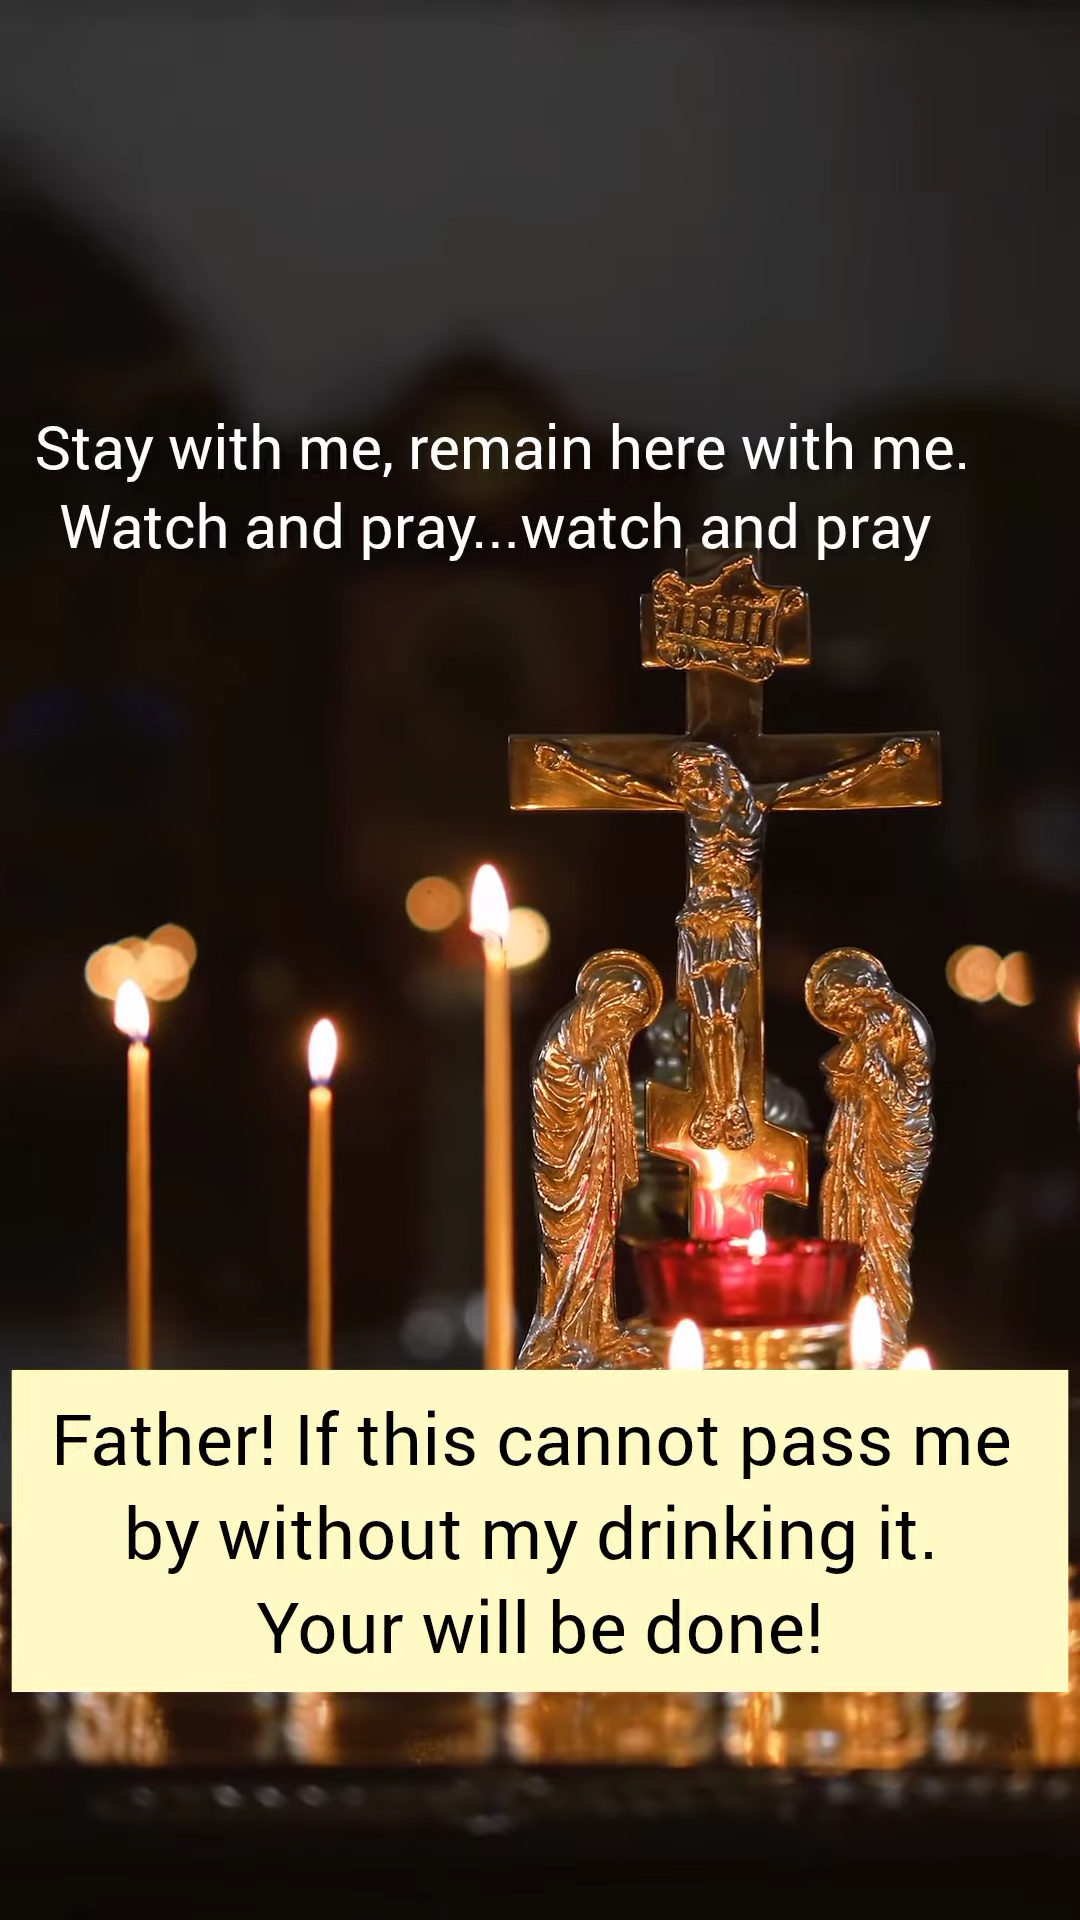 Stay with me, remain here with me.
Watch and pray...watch and pray
Father! If this cannot pass me
by without my drinking it.
Your will be done!